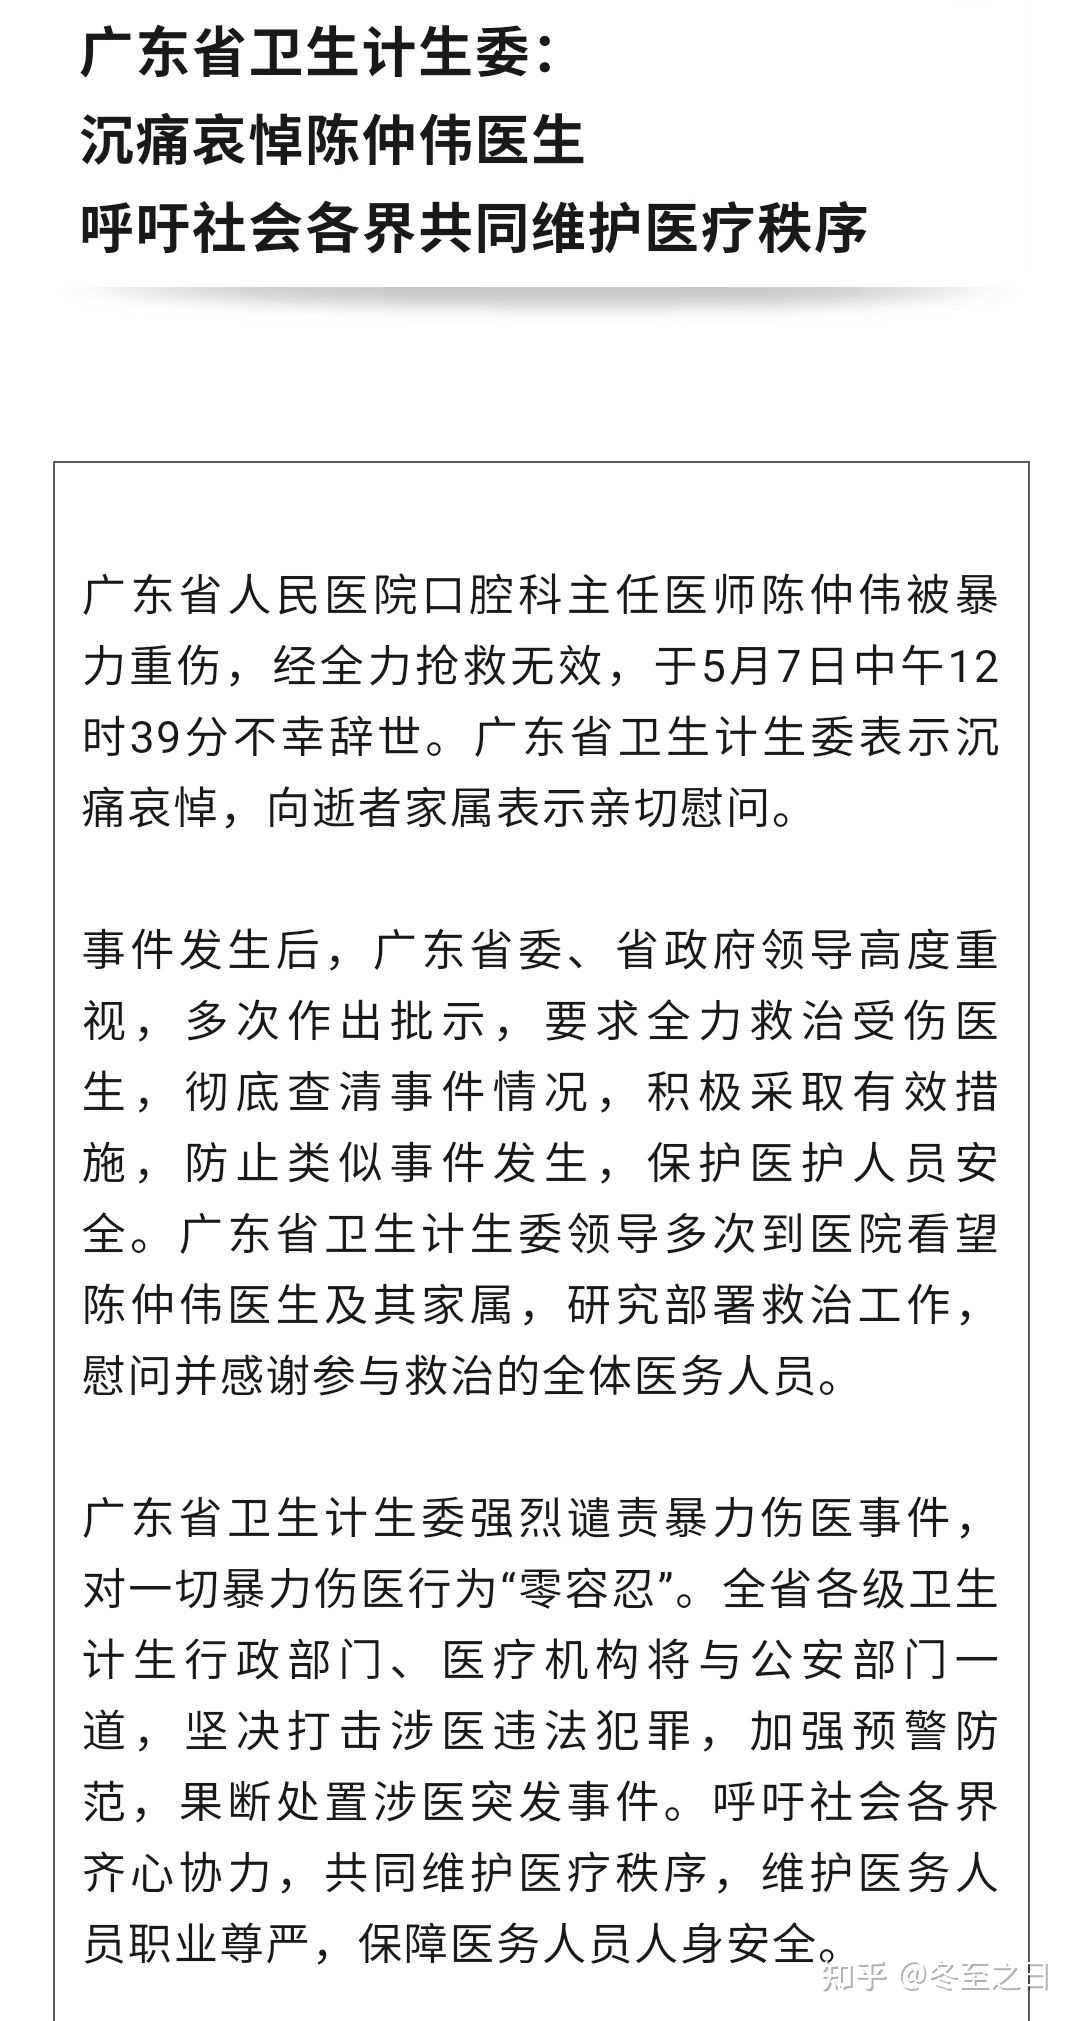 广东省卫生计生委：
沉痛哀悼陈仲伟医生
呼吁社会各界共同维护医疗秩序
广东省人民医院口腔科主任医师陈仲伟被暴
力重伤，经全力抢救无效，于5月7日中午12
时39分不幸辞世。广东省卫生计生委表示沉
痛哀悼，向逝者家属表示亲切慰问。
事件发生后，广东省委、省政府领导高度重
视，多次作出批示，要求全力救治受伤医
生，彻底查清事件情况，积极采取有效措
施，防止类似事件发生，保护医护人员安
全。广东省卫生计生委领导多次到医院看望
陈仲伟医生及其家属，研究部署救治工作，
慰问并感谢参与救治的全体医务人员。
广东省卫生计生委强烈谴责暴力伤医事件，
对一切暴力伤医行为“零容忍”。全省各级卫生
计生行政部门、医疗机构将与公安部门一
道，坚决打击涉医违法犯罪，加强预警防
范，果断处置涉医突发事件。呼吁社会各界
齐心协力，共同维护医疗秩序，维护医务人
员职业尊严，保障医务人员人身安全。
知乎 @冬至之日